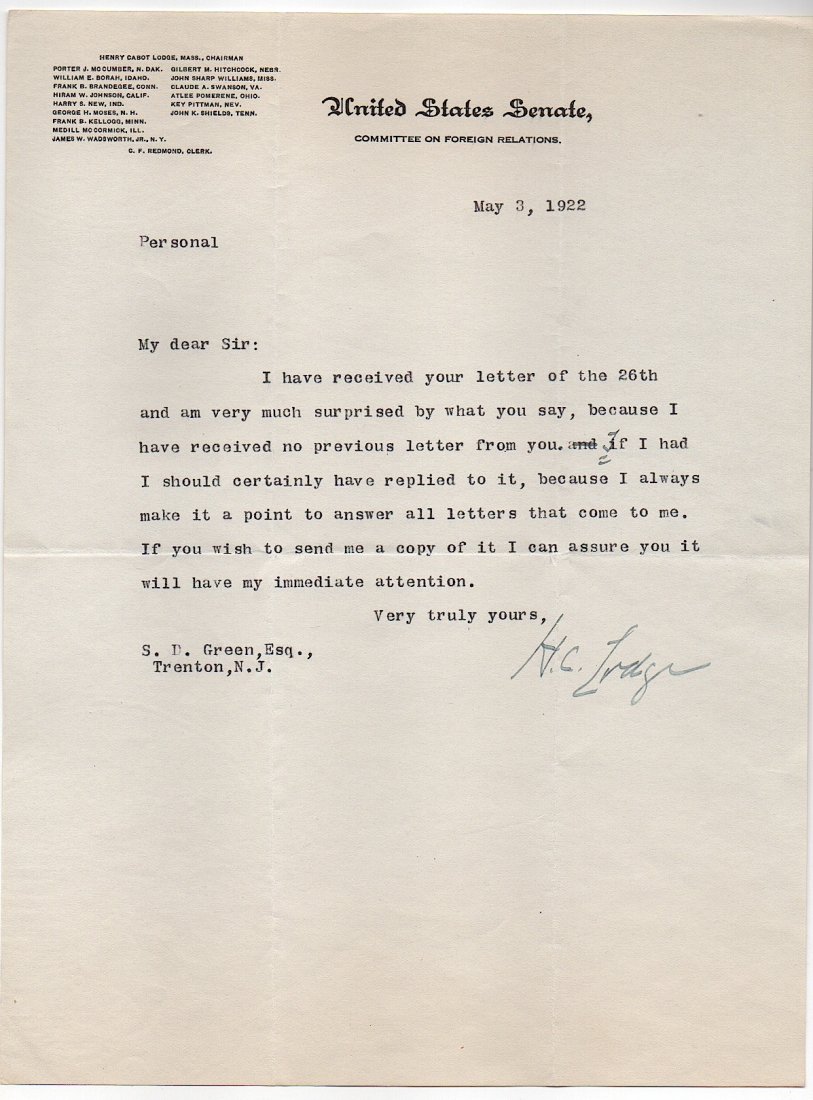 HENRY CABOT LODGE, MASS., CHAIRMAN
PORTER J. MCCUMBER, N. DAK. GILBERT M. HITCHCOCK, NEBR.
WILLIAM E. BORAH, IDAHO. JOHN SHARP WILLIAMS, MISS.
FRANK B. BRANDEGEE, CONN. CLAUDE A. SWANSON, VA.
HIRAM W. JOHNSON, CALIF. ATLEE POMERENE, OHIO.
HARRY S. NEW, IND. KEY PITTMAN, NEV.
GEORGE H. MOSES, N. H. JOHN K. SHIELDS, TENN.
FRANK B. KELLOGG, MINN.
MEDILL MCCORMICK, ILL.
JAMES W. WADSWORTH, JR., N. Y.
C. F. REDMOND, CLERK.
United States Senate,
COMMITTEE ON FOREIGN RELATIONS.
May 3, 1922
Personal
My dear Sir:
I have received your letter of the 26th
and am very much surprised by what you say, because I
have received no previous letter from you. and If I had
I should certainly have replied to it, because I always
make it a point to answer all letters that come to me.
If you wish to send me a copy of it I can assure you it
will have my immediate attention.
Very truly yours,
H. C. Lodge
S. D. Green,Esq.,
Trenton,N.J.